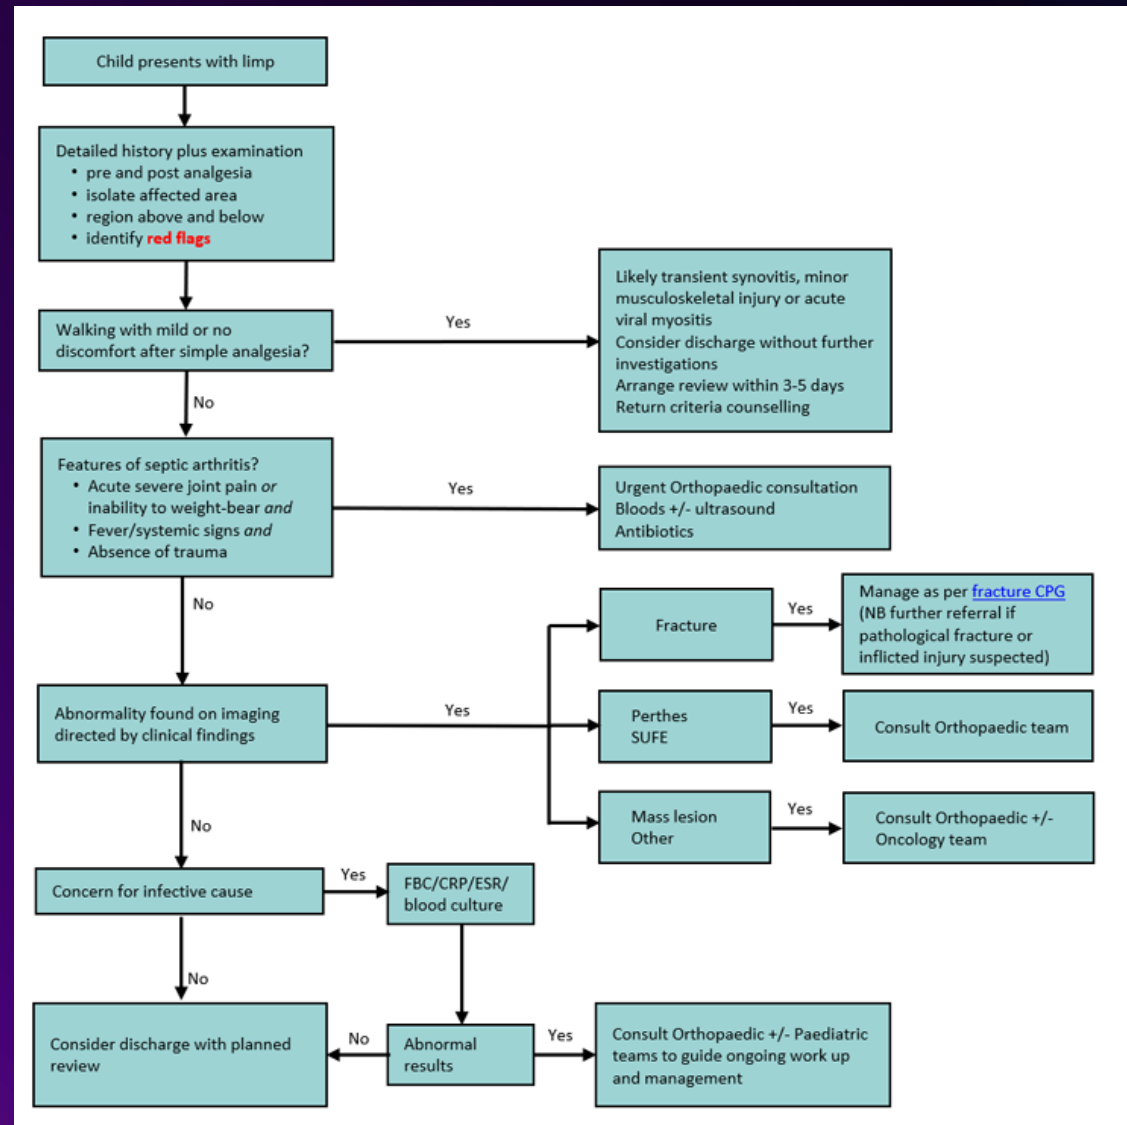 Child presents with limp
Detailed history plus examination
• pre and post analgesia
• isolate affected area
• region above and below
• identify red flags
Walking with mild or no
discomfort after simple analgesia?
Yes
Likely transient synovitis, minor
musculoskeletal injury or acute
viral myositis
Consider discharge without further
investigations
Arrange review within 3-5 days
Return criteria counselling
No
Features of septic arthritis?
• Acute severe joint pain or
inability to weight-bear and
• Fever/systemic signs and
• Absence of trauma
Yes
Urgent Orthopaedic consultation
Bloods +/- ultrasound
Antibiotics
No
Abnormality found on imaging
directed by clinical findings
Yes
Fracture
Yes
Manage as per fracture CPG
(NB further referral if
pathological fracture or
inflicted injury suspected)
Perthes
SUFE
Yes
Consult Orthopaedic team
Mass lesion
Other
Yes
Consult Orthopaedic +/-
Oncology team
No
Concern for infective cause
Yes
FBC/CRP/ESR/
blood culture
No
Consider discharge with planned
review
No
Abnormal
results
Yes
Consult Orthopaedic +/- Paediatric
teams to guide ongoing work up
and management